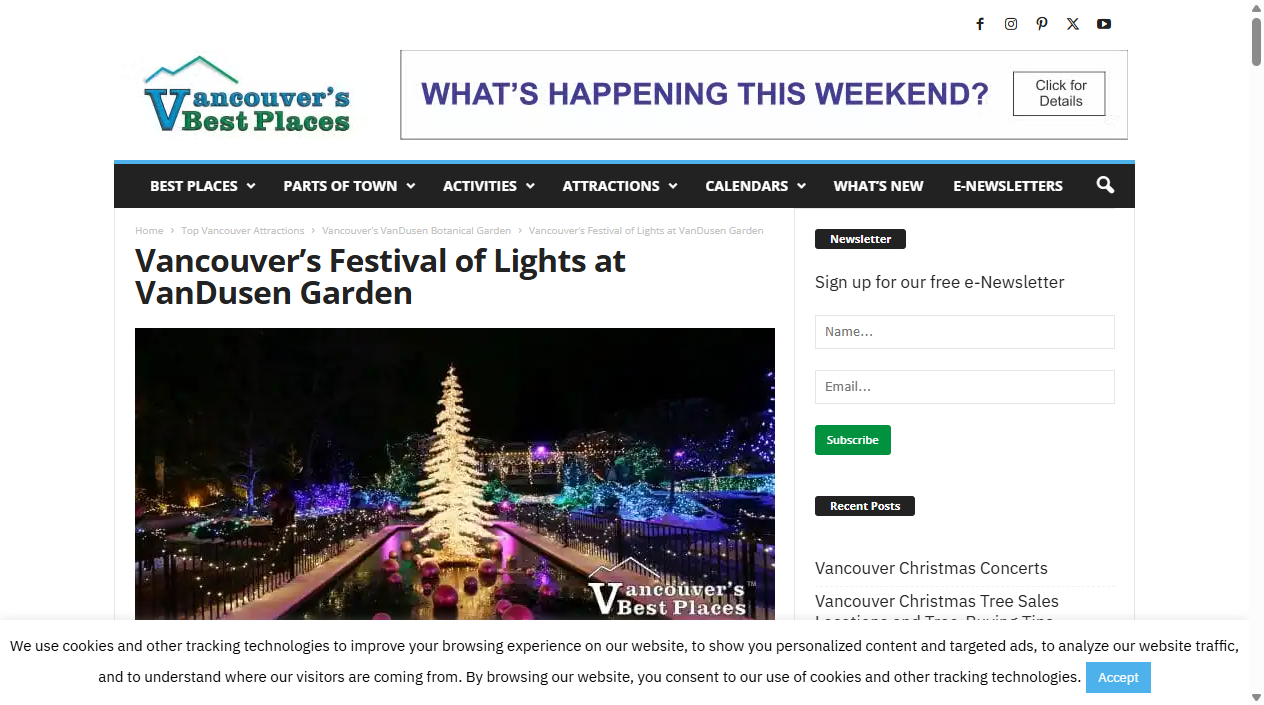 Vancouver's
Best Places
WHAT'S HAPPENING THIS WEEKEND?
Click for
Details
BEST PLACES
PARTS OF TOWN
ACTIVITIES
ATTRACTIONS
CALENDARS
WHAT'S NEW
E-NEWSLETTERS
Home › Top Vancouver Attractions › Vancouver's VanDusen Botanical Garden › Vancouver's Festival of Lights at VanDusen Garden
Vancouver's Festival of Lights at
VanDusen Garden
Vancouver's™
Best Places
Newsletter
Sign up for our free e-Newsletter
Name...
Email...
Subscribe
Recent Posts
Vancouver Christmas Concerts
Vancouver Christmas Tree Sales
Locations and Tree-Buying Tips
We use cookies and other tracking technologies to improve your browsing experience on our website, to show you personalized content and targeted ads, to analyze our website traffic,
and to understand where our visitors are coming from. By browsing our website, you consent to our use of cookies and other tracking technologies. Accept